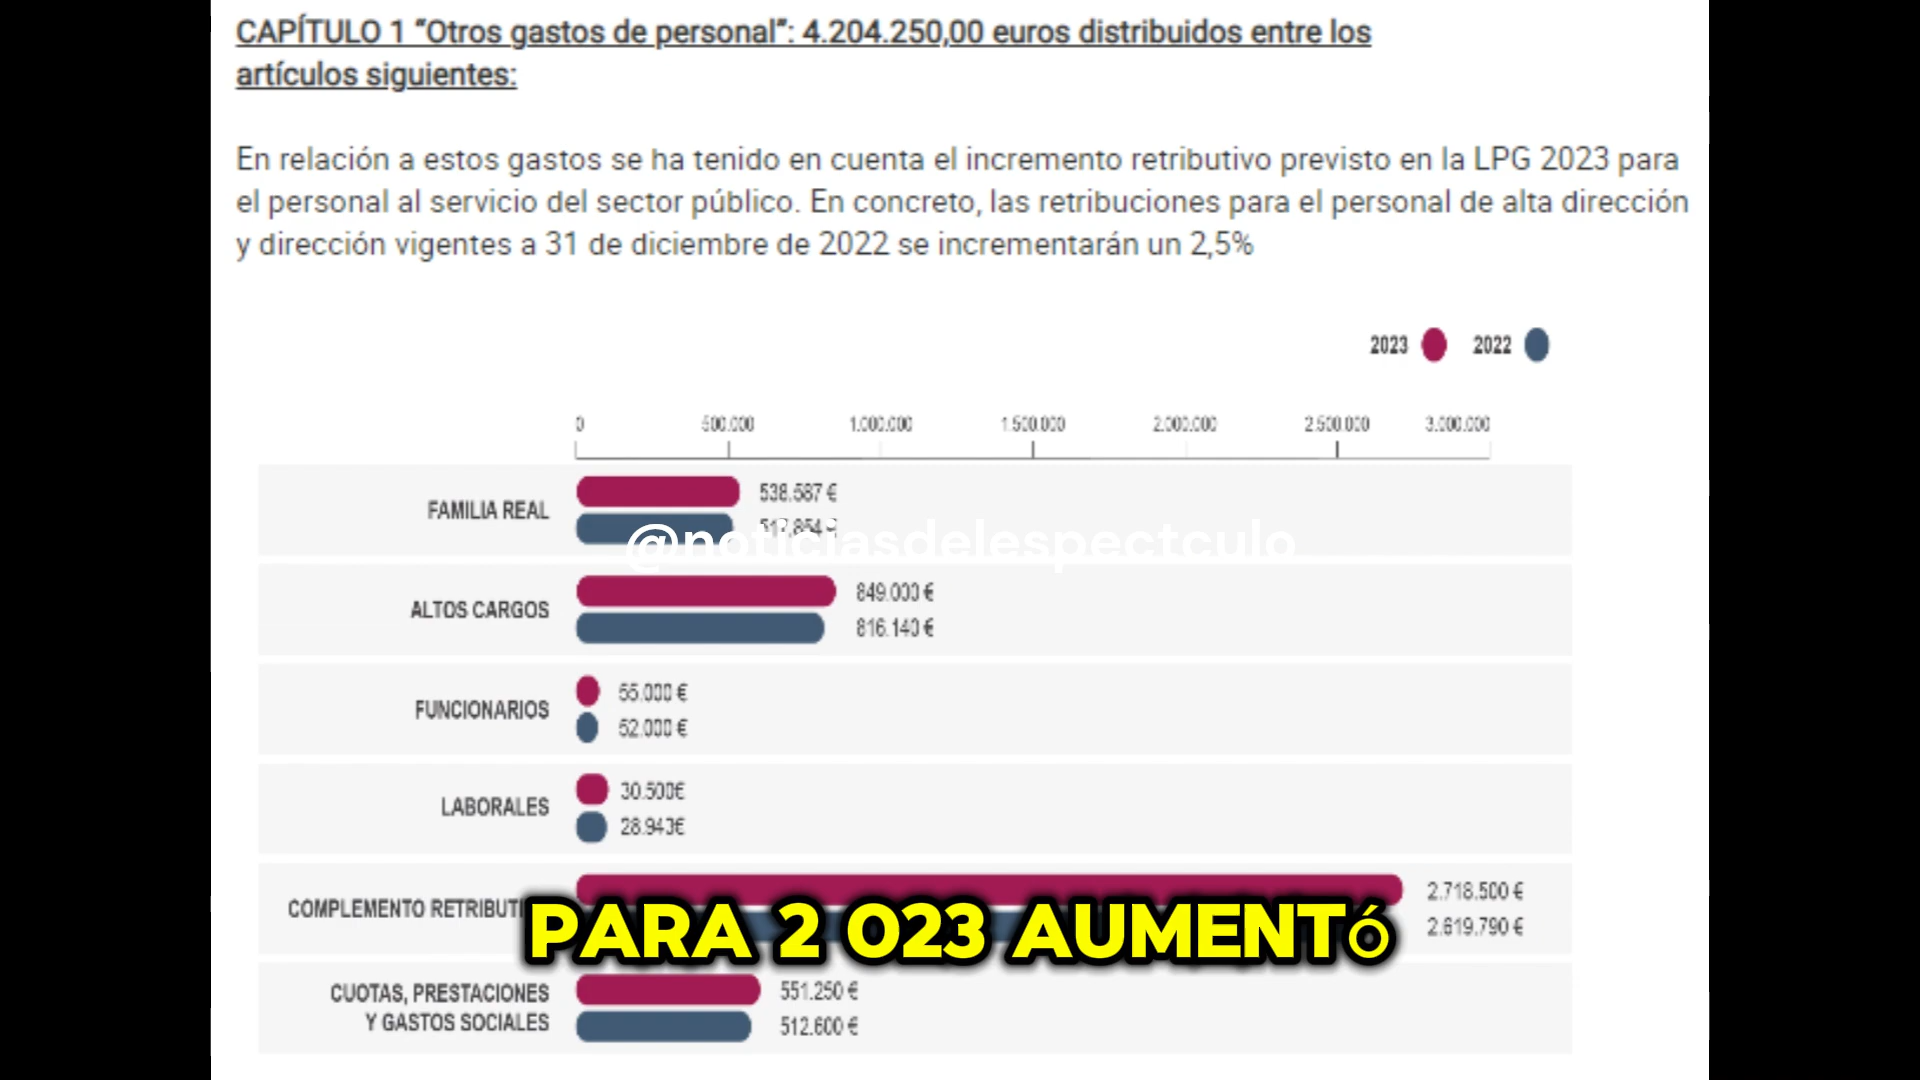 CAPÍTULO 1 “Otros gastos de personal”: 4.204.250,00 euros distribuidos entre los
artículos siguientes:
En relación a estos gastos se ha tenido en cuenta el incremento retributivo previsto en la LPG 2023 para
el personal al servicio del sector público. En concreto, las retribuciones para el personal de alta dirección
y dirección vigentes a 31 de diciembre de 2022 se incrementarán un 2,5%
2023 2022
0 500.000 1.000.000 1.500.000 2.000.000 2.500.000 3.000.000
FAMILIA REAL
538.587 €
@noticiasdelespectculo
ALTOS CARGOS
849.000 €
816.140 €
FUNCIONARIOS
55.000 €
52.000 €
LABORALES
30.500€
28.943€
COMPLEMENTO
2.718.500 €
2.619.790 €
PARA 2 023 AUMENTÓ
CUOTAS, PRESTACIONES
Y GASTOS SOCIALES
551.250 €
512.600 €